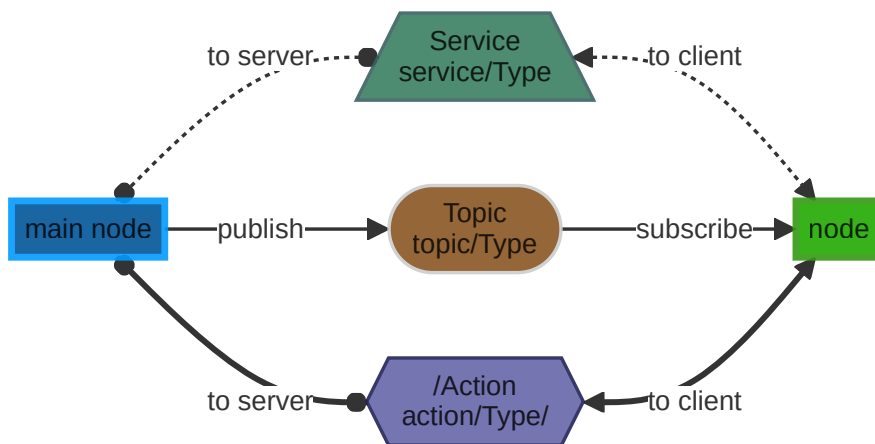 Service
service/Type
to server
to client
main node
publish
Topic
topic/Type
subscribe
node
/Action
action/Type/
to server
to client